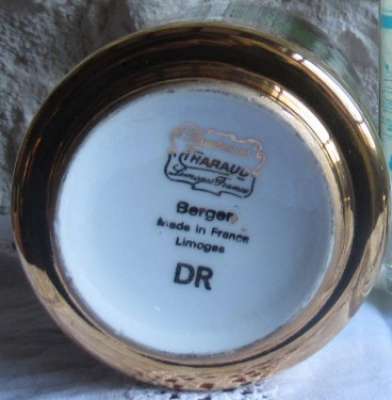 THARAUD
Limoges France
Berger
Made in France
Limoges
DR